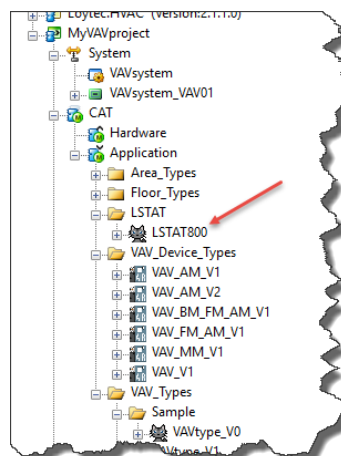 Loytec.HVAC (Version:2.1.1.0)
MyVAVproject
System
VAVsystem
VAVsystem_VAV01
CAT
Hardware
Application
Area_Types
Floor_Types
LSTAT
LSTAT800
VAV_Device_Types
VAV_AM_V1
VAV_AM_V2
VAV_BM_FM_AM_V1
VAV_FM_AM_V1
VAV_MM_V1
VAV_V1
VAV_Types
Sample
VAVtype_V0
VAVtype_V1